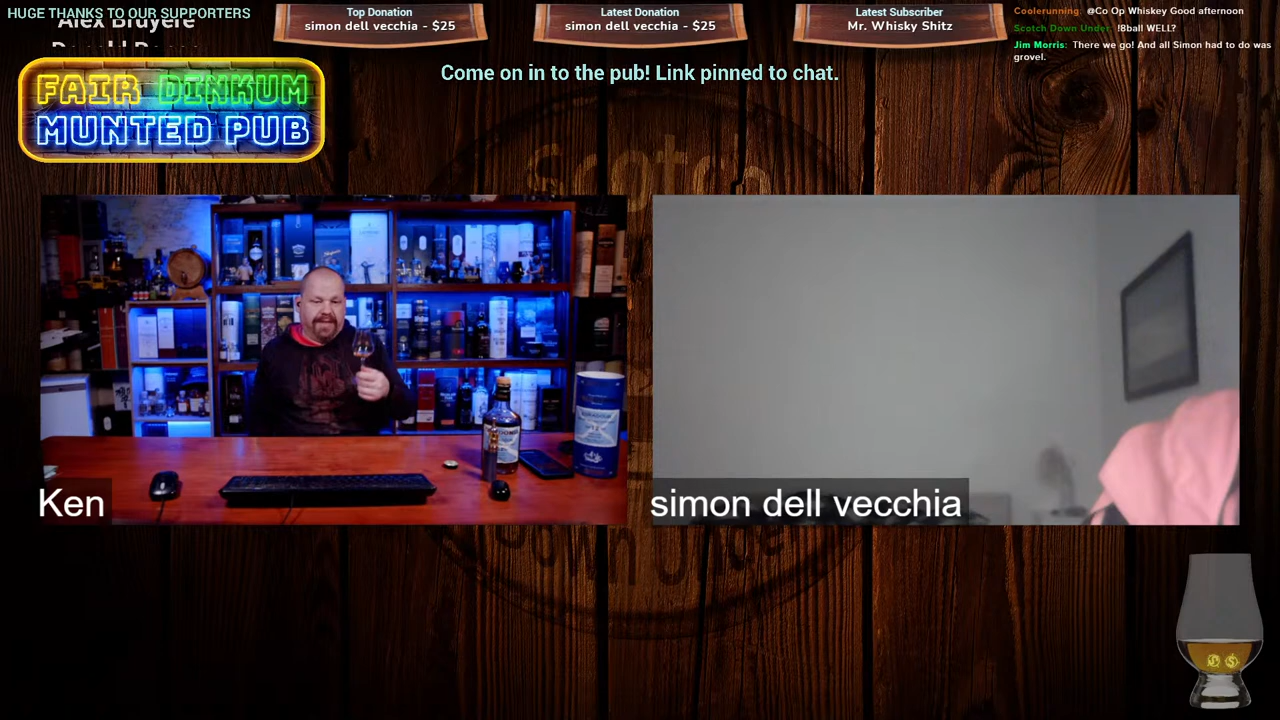 HUGE THANKS TO OUR SUPPORTERS
Alex Bruyere
Top Donation
simon dell vecchia - $25
Latest Donation
simon dell vecchia - $25
Latest Subscriber
Mr. Whisky Shitz
Coolerunning: @Co Op Whiskey Good afternoon
Scotch Down Under: !8ball WELL?
Jim Morris: There we go! And all Simon had to do was
grovel.
Come on in to the pub! Link pinned to chat.
FAIR DINKUM
MUNTED PUB
Scotch
Ken
simon dell vecchia
Down Under